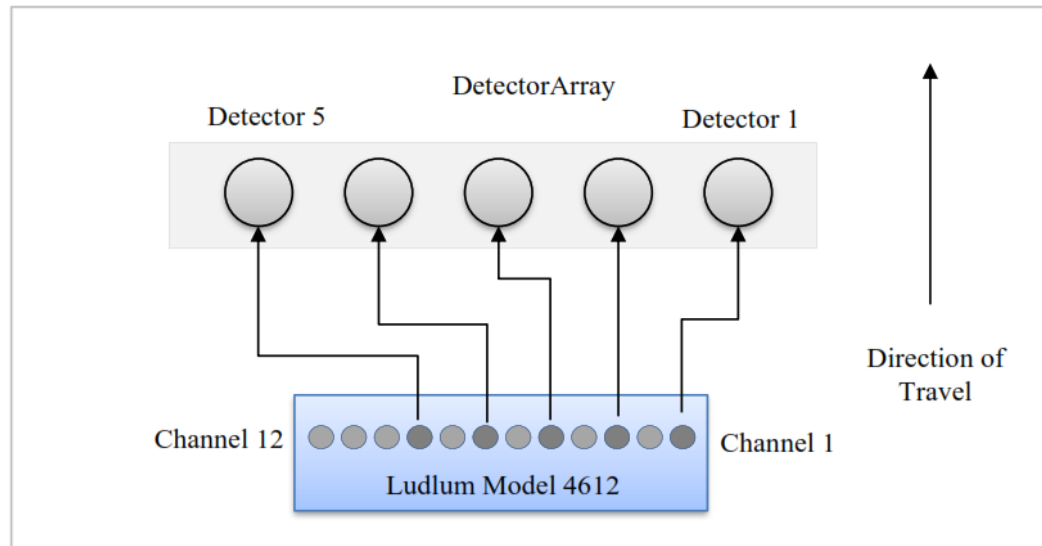 DetectorArray
Detector 5
Detector 1
Direction of
Travel
Channel 12
Channel 1
Ludlum Model 4612